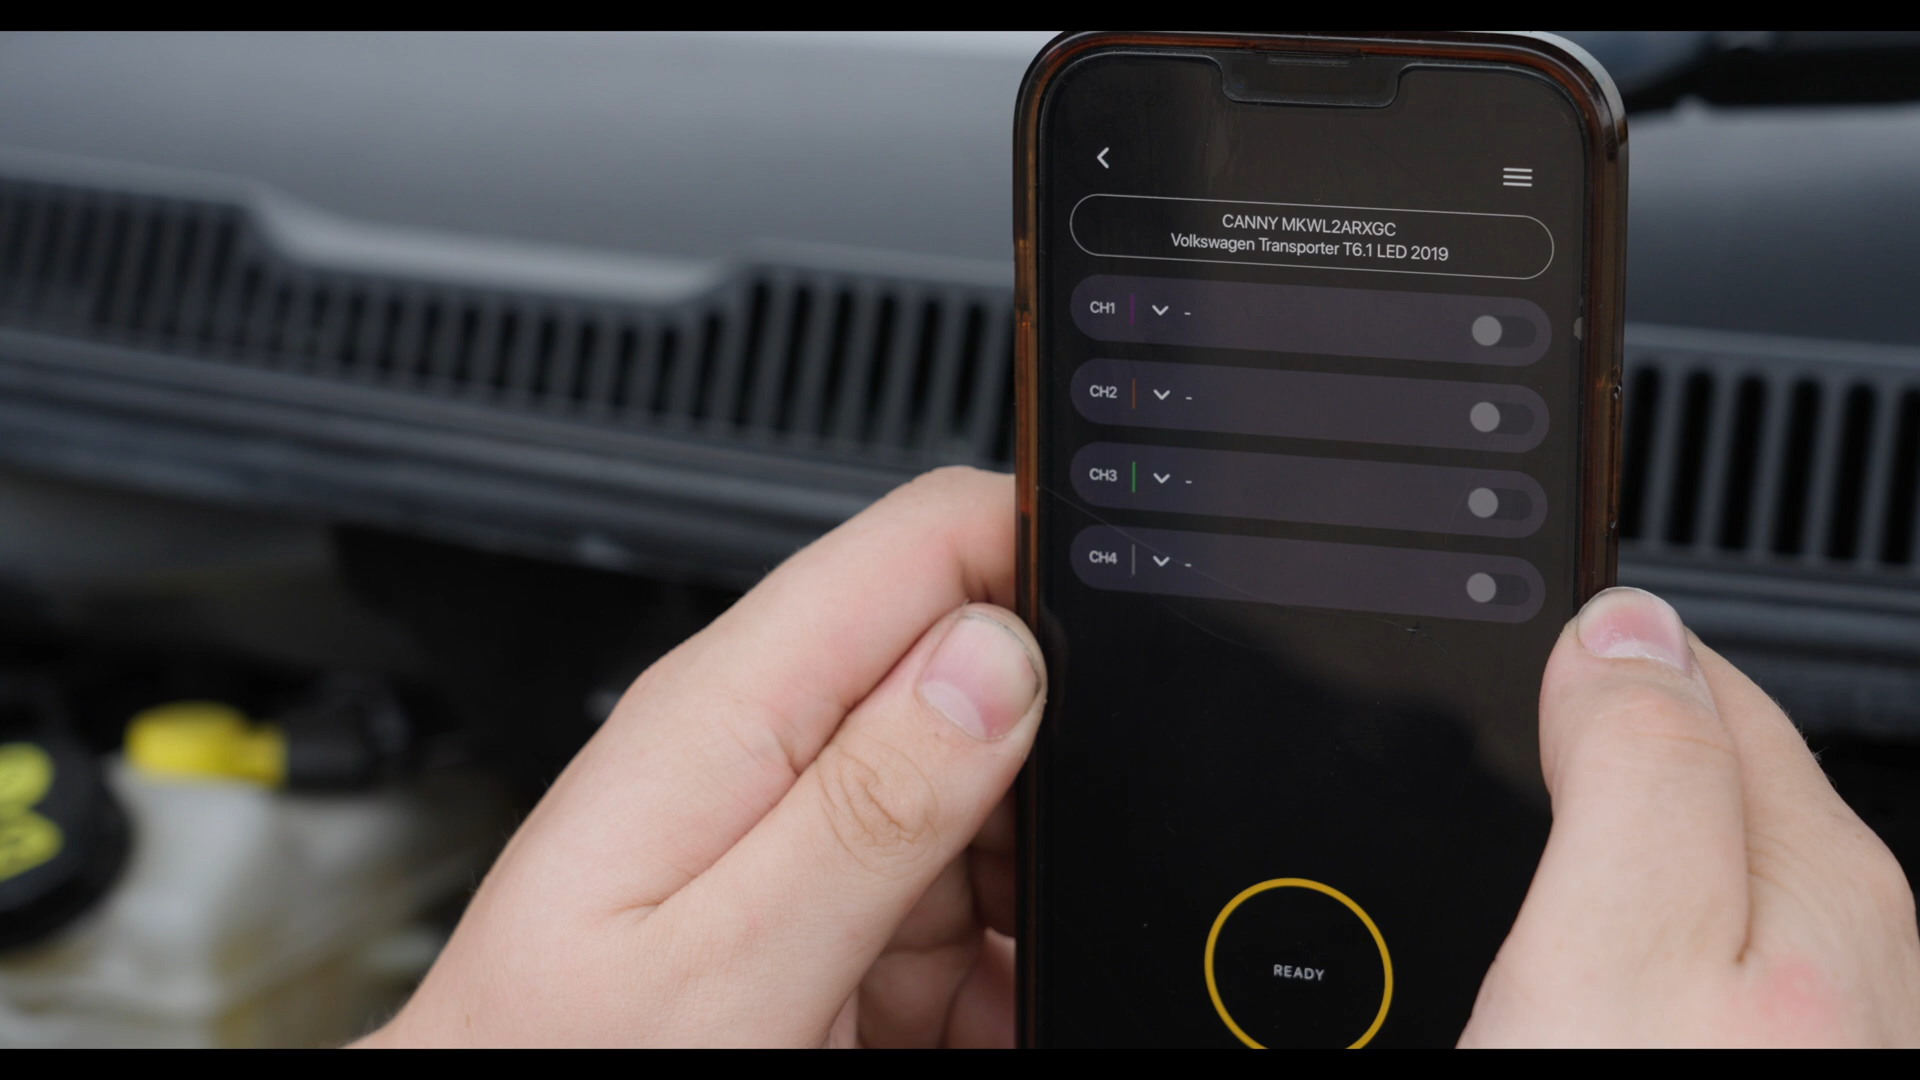 CANNY MKWL2ARXGC
Volkswagen Transporter T6.1 LED 2019
CH1 -
CH2 -
CH3 -
CH4 -
READY